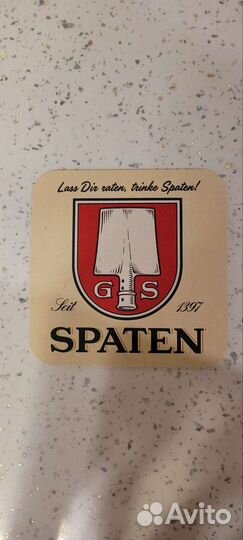 Lass Dir raten, trinke Spaten!
G S
Seit 1397
SPATEN
Avito